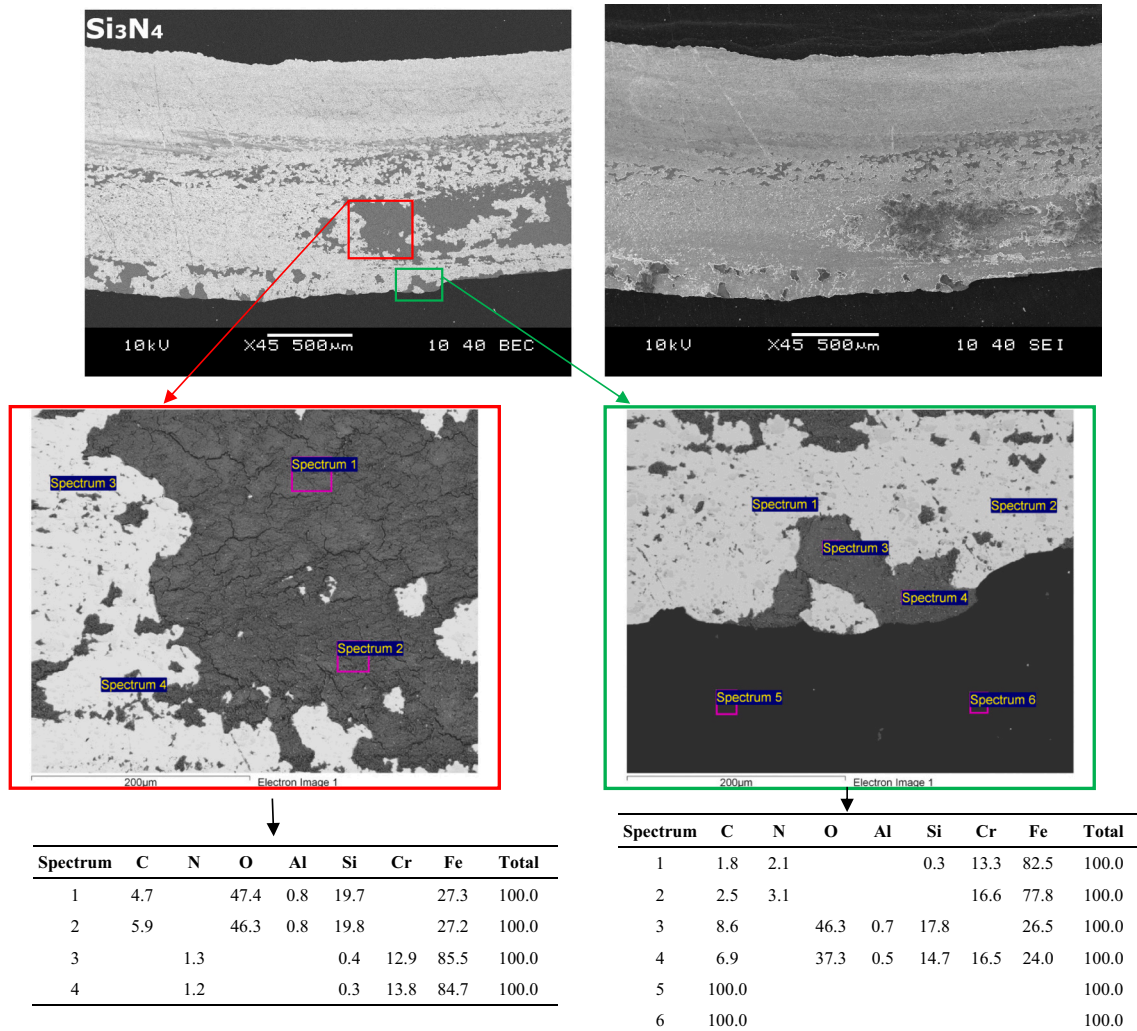 Si₃N₄
10kV X45 500µm 10 40 BEC
10kV X45 500µm 10 40 SEI
Spectrum 1
Spectrum 3
Spectrum 2
Spectrum 4
200µm Electron Image 1
Spectrum 1
Spectrum 2
Spectrum 3
Spectrum 4
Spectrum 5
Spectrum 6
200µm Electron Image 1
Spectrum C N O Al Si Cr Fe Total
1 4.7 47.4 0.8 19.7 27.3 100.0
2 5.9 46.3 0.8 19.8 27.2 100.0
3 1.3 0.4 12.9 85.5 100.0
4 1.2 0.3 13.8 84.7 100.0
Spectrum C N O Al Si Cr Fe Total
1 1.8 2.1 0.3 13.3 82.5 100.0
2 2.5 3.1 16.6 77.8 100.0
3 8.6 46.3 0.7 17.8 26.5 100.0
4 6.9 37.3 0.5 14.7 16.5 24.0 100.0
5 100.0 100.0
6 100.0 100.0